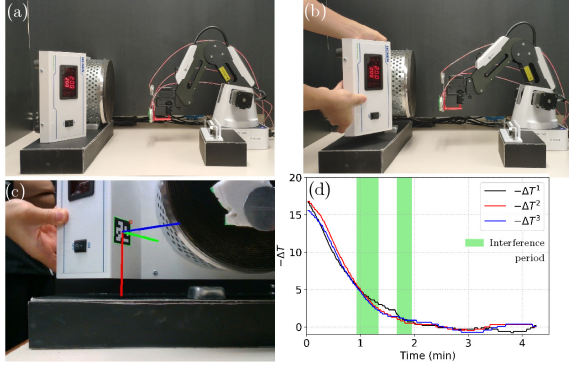 (a)
(b)
(c)
(d)
20
15
10
5
0
−ΔT
−ΔT¹
−ΔT²
−ΔT³
Interference
period
0
1
2
3
4
Time (min)